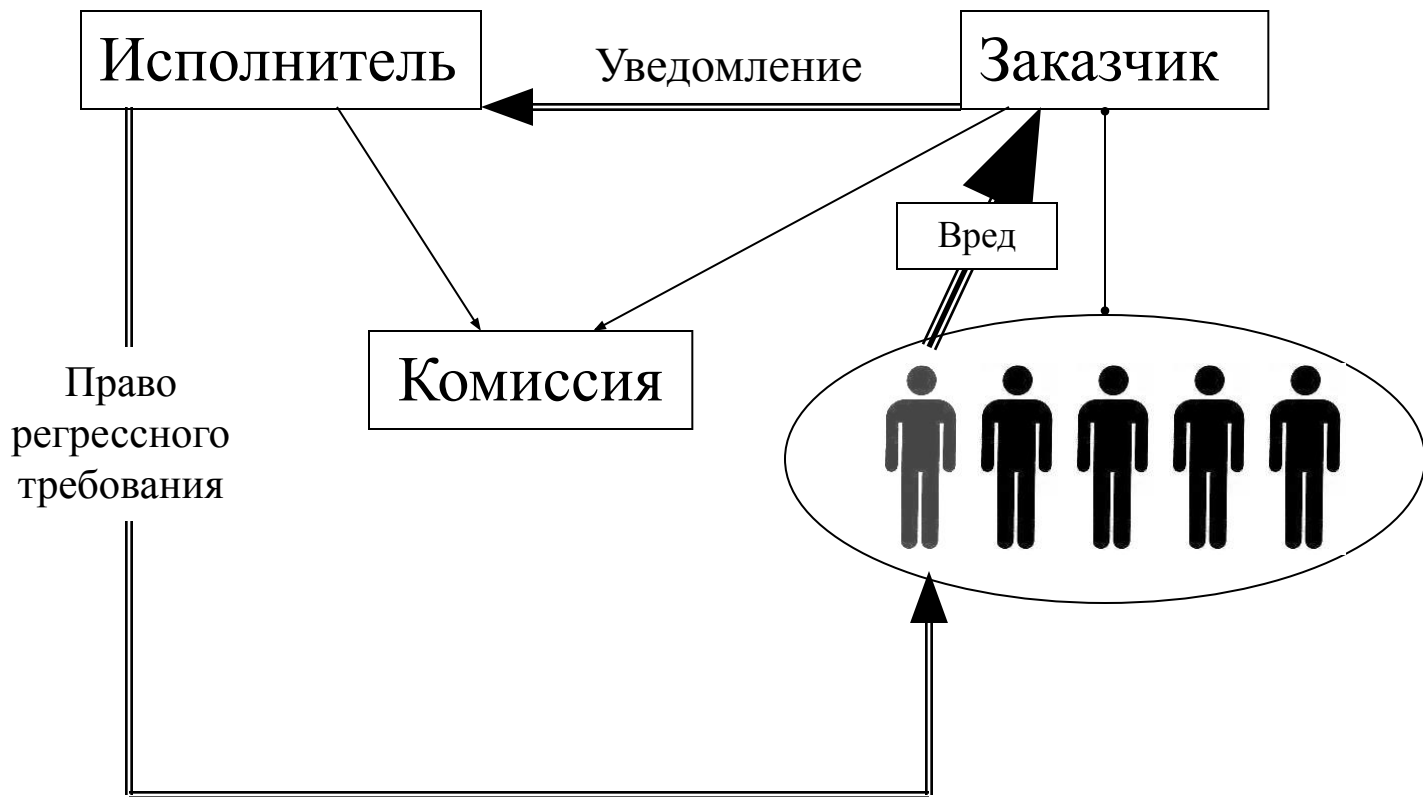 Исполнитель
Уведомление
Заказчик
Вред
Комиссия
Право
регрессного
требования